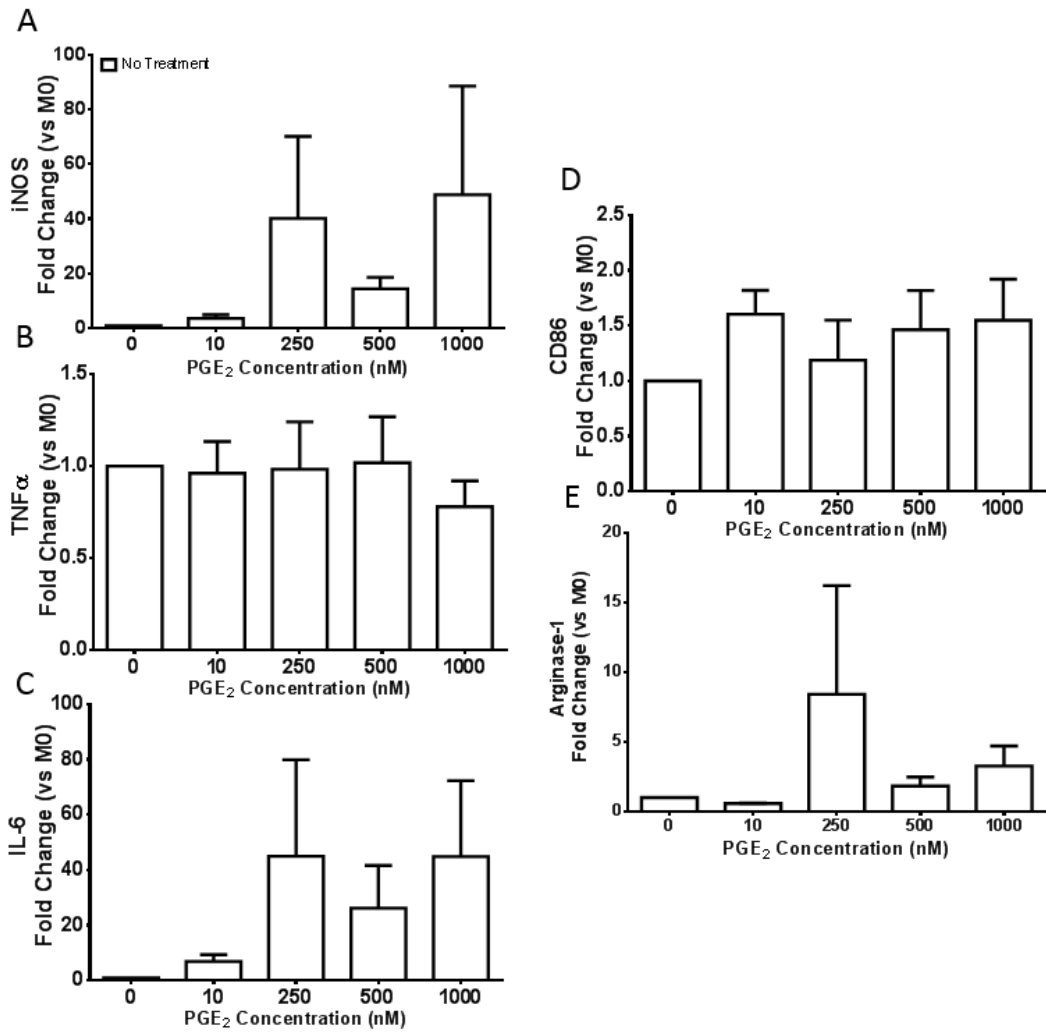 A
iNOS
Fold Change (vs M0)
100
80
60
40
20
0
No Treatment
0 10 250 500 1000
PGE₂ Concentration (nM)
B
TNFα
Fold Change (vs M0)
1.5
1.0
0.5
0.0
0 10 250 500 1000
PGE₂ Concentration (nM)
C
IL-6
Fold Change (vs M0)
100
80
60
40
20
0
0 10 250 500 1000
PGE₂ Concentration (nM)
D
CD86
Fold Change (vs M0)
2.5
2.0
1.5
1.0
0.5
0.0
0 10 250 500 1000
PGE₂ Concentration (nM)
E
Arginase-1
Fold Change (vs M0)
20
15
10
5
0
0 10 250 500 1000
PGE₂ Concentration (nM)